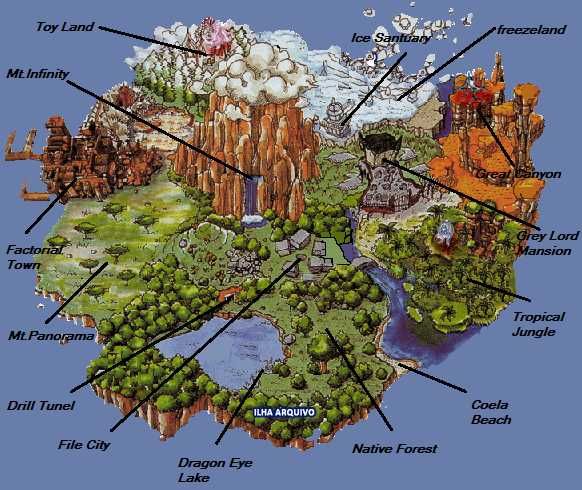 Toy Land
Ice Santuary
freezeland
Mt.Infinity
Great Canyon
Factorial
Town
Grey Lord
Mansion
Mt.Panorama
Tropical
Jungle
Drill Tunel
Coela
Beach
ILHA ARQUIVO
File City
Native Forest
Dragon Eye
Lake